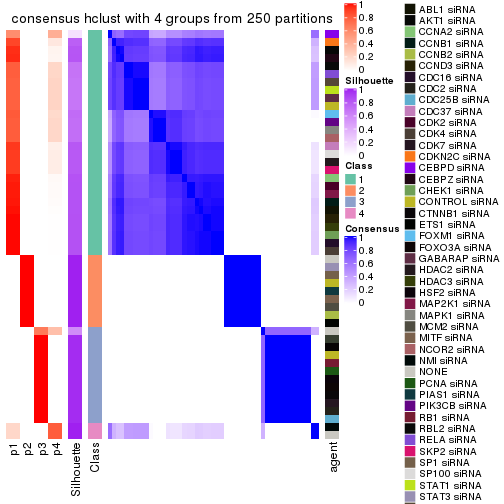 consensus hclust with 4 groups from 250 partitions
p1
p2
p3
p4
Silhouette
Class
agent
1
0.8
0.6
0.4
0.2
0
Silhouette
1
0.8
0.6
0.4
0.2
0
Class
1
2
3
4
Consensus
1
0.8
0.6
0.4
0.2
0
ABL1 siRNA
AKT1 siRNA
CCNA2 siRNA
CCNB1 siRNA
CCNB2 siRNA
CCND3 siRNA
CDC16 siRNA
CDC2 siRNA
CDC25B siRNA
CDC37 siRNA
CDK2 siRNA
CDK4 siRNA
CDK7 siRNA
CDKN2C siRNA
CEBPD siRNA
CEBPZ siRNA
CHEK1 siRNA
CONTROL siRNA
CTNNB1 siRNA
ETS1 siRNA
FOXM1 siRNA
FOXO3A siRNA
GABARAP siRNA
HDAC2 siRNA
HDAC3 siRNA
HSF2 siRNA
MAP2K1 siRNA
MAPK1 siRNA
MCM2 siRNA
MITF siRNA
NCOR2 siRNA
NMI siRNA
NONE
PCNA siRNA
PIAS1 siRNA
PIK3CB siRNA
RB1 siRNA
RBL2 siRNA
RELA siRNA
SKP2 siRNA
SP1 siRNA
SP100 siRNA
STAT1 siRNA
STAT3 siRNA